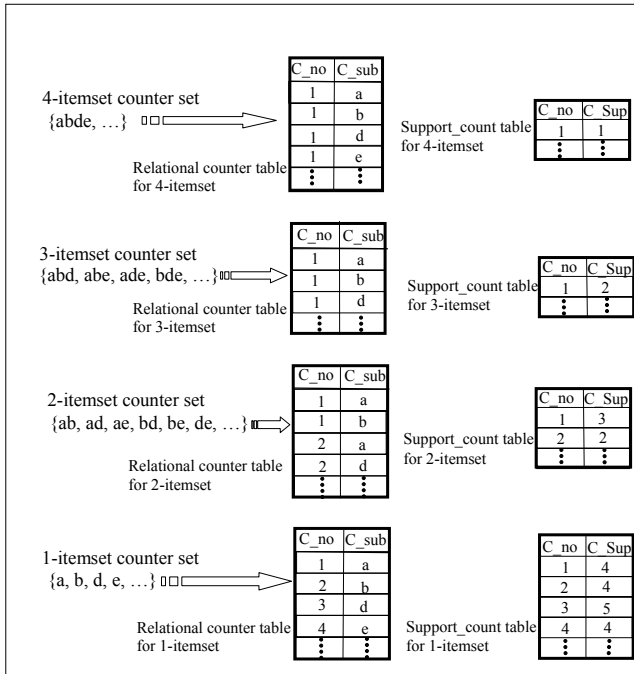 C_no C_sub
4-itemset counter set
{abde, …}
1 a
1 b
1 d
1 e
Relational counter table
for 4-itemset
Support_count table
for 4-itemset
C_no C_Sup
1 1
3-itemset counter set
{abd, abe, ade, bde, …}
C_no C_sub
1 a
1 b
1 d
Relational counter table
for 3-itemset
Support_count table
for 3-itemset
C_no C_Sup
1 2
2-itemset counter set
{ab, ad, ae, bd, be, de, …}
C_no C_sub
1 a
1 b
2 a
2 d
Relational counter table
for 2-itemset
Support_count table
for 2-itemset
C_no C_Sup
1 3
2 2
1-itemset counter set
{a, b, d, e, …}
C_no C_sub
1 a
2 b
3 d
4 e
Relational counter table
for 1-itemset
Support_count table
for 1-itemset
C_no C_Sup
1 4
2 4
3 5
4 4